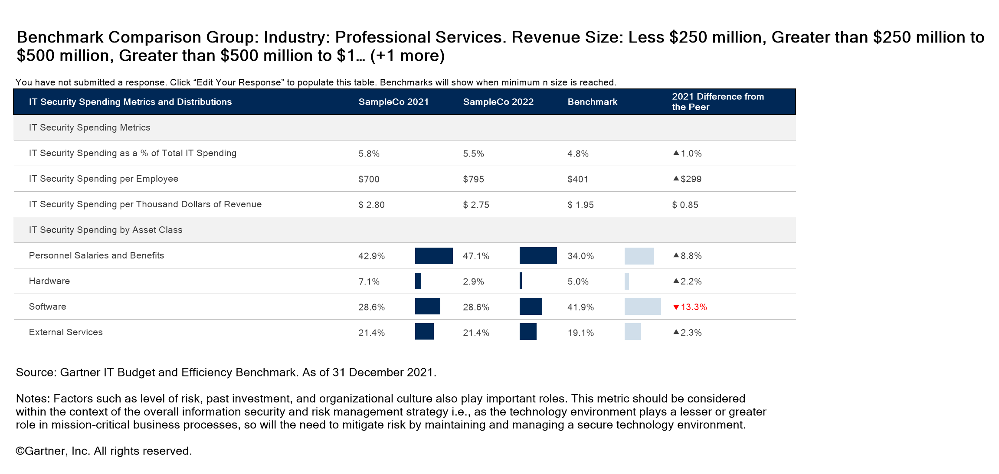 Benchmark Comparison Group: Industry: Professional Services. Revenue Size: Less $250 million, Greater than $250 million to
$500 million, Greater than $500 million to $1... (+1 more)
You have not submitted a response. Click “Edit Your Response” to populate this table. Benchmarks will show when minimum n size is reached.
IT Security Spending Metrics and Distributions SampleCo 2021 SampleCo 2022 Benchmark 2021 Difference from
the Peer
IT Security Spending Metrics
IT Security Spending as a % of Total IT Spending 5.8% 5.5% 4.8% ▲1.0%
IT Security Spending per Employee $700 $795 $401 ▲$299
IT Security Spending per Thousand Dollars of Revenue $ 2.80 $ 2.75 $ 1.95 $ 0.85
IT Security Spending by Asset Class
Personnel Salaries and Benefits 42.9% 47.1% 34.0% ▲8.8%
Hardware 7.1% 2.9% 5.0% ▲2.2%
Software 28.6% 28.6% 41.9% ▼13.3%
External Services 21.4% 21.4% 19.1% ▲2.3%
Source: Gartner IT Budget and Efficiency Benchmark. As of 31 December 2021.
Notes: Factors such as level of risk, past investment, and organizational culture also play important roles. This metric should be considered
within the context of the overall information security and risk management strategy i.e., as the technology environment plays a lesser or greater
role in mission-critical business processes, so will the need to mitigate risk by maintaining and managing a secure technology environment.
©Gartner, Inc. All rights reserved.